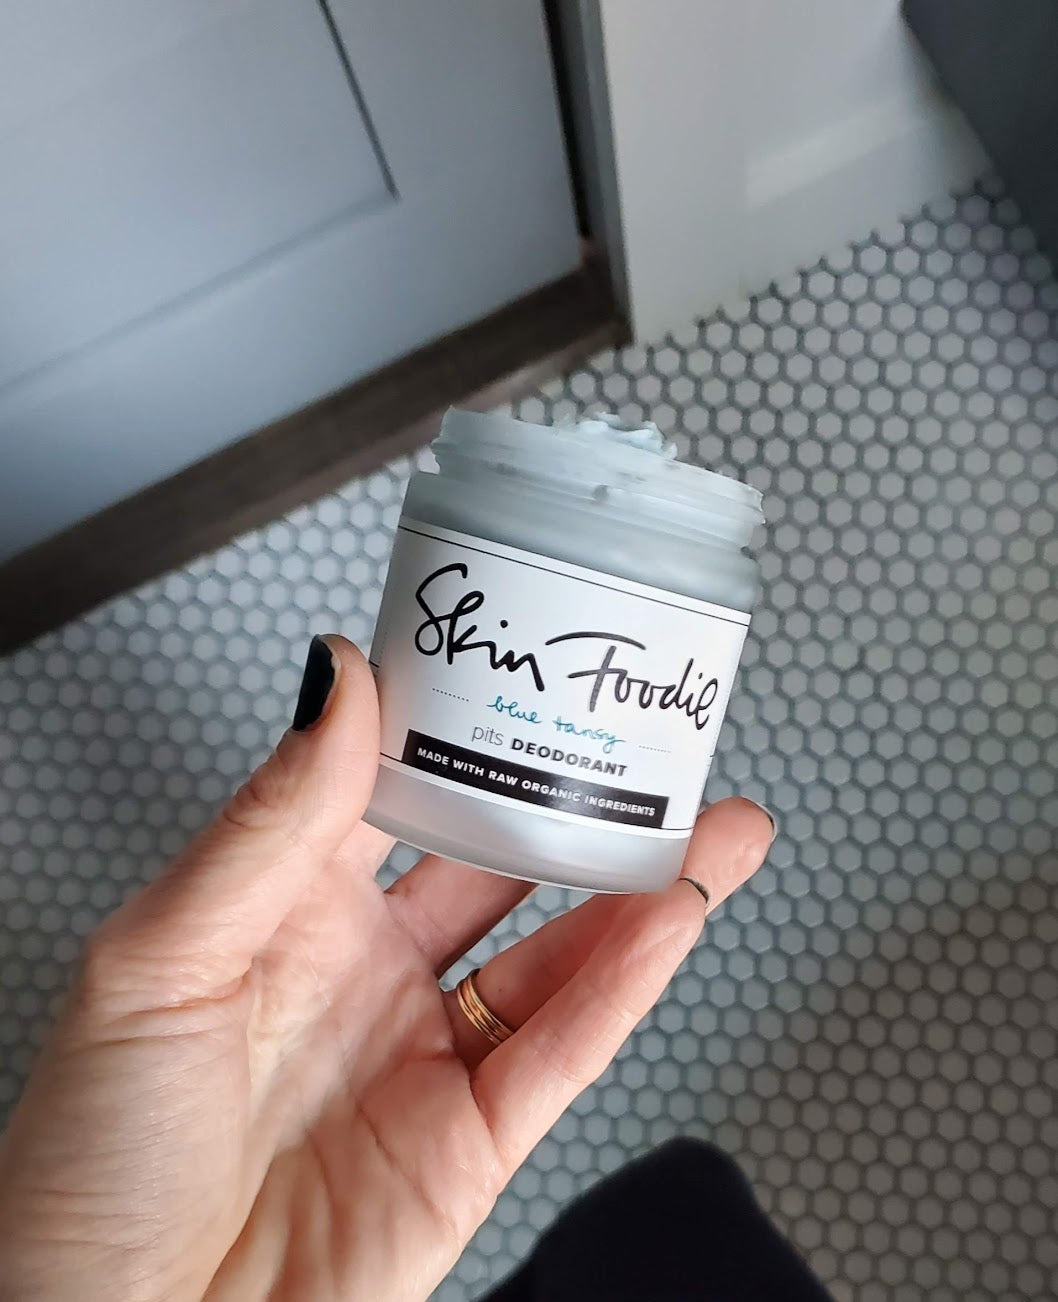 Skin Foodie
blue tansy
pits DEODORANT
MADE WITH RAW ORGANIC INGREDIENTS